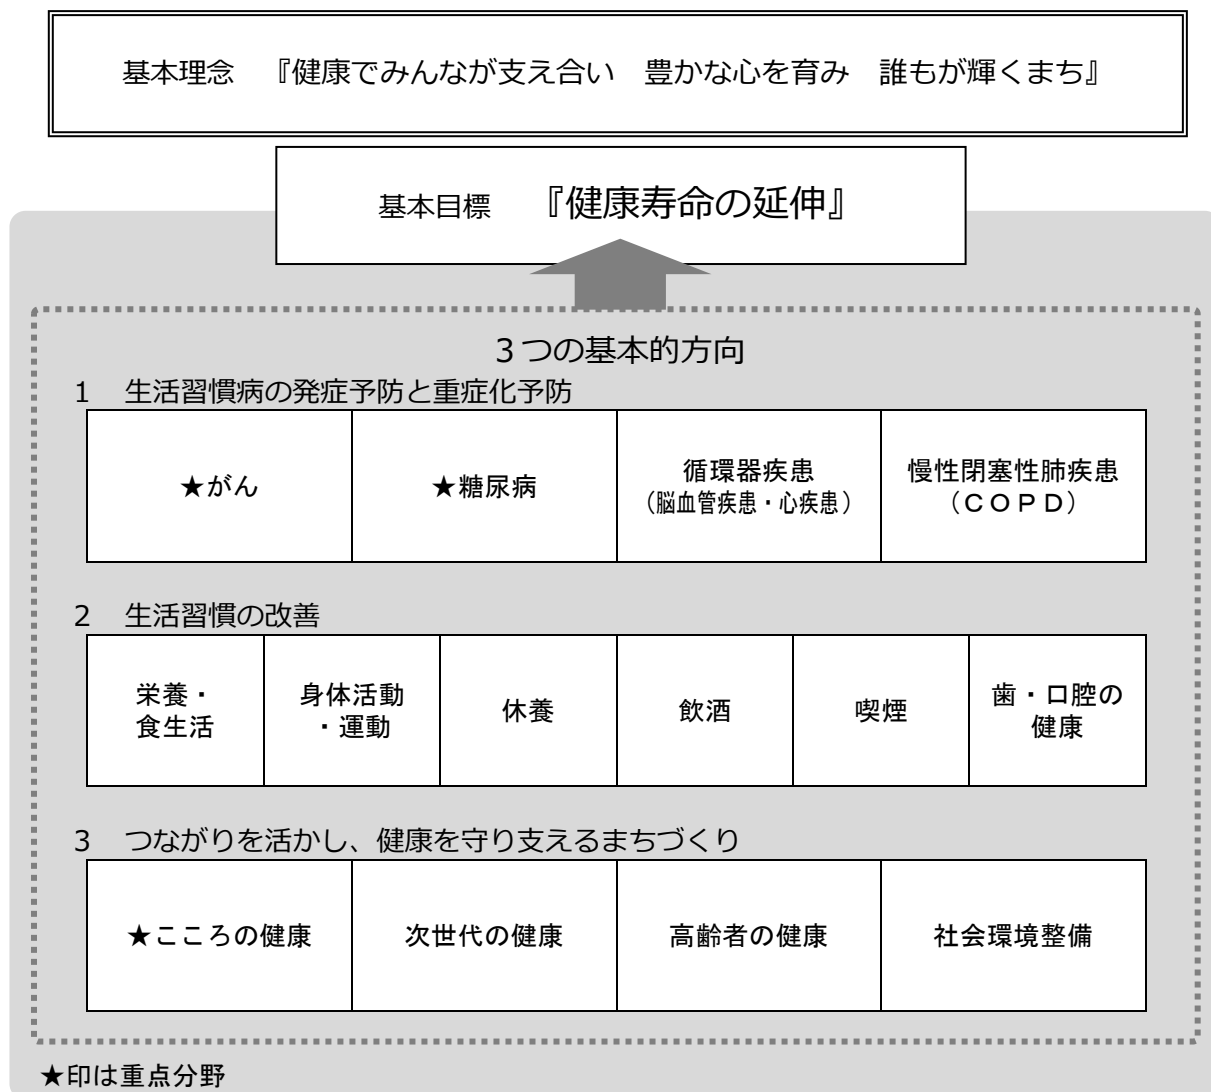 基本理念　『健康でみんなが支え合い　豊かな心を育み　誰もが輝くまち』
基本目標　『健康寿命の延伸』
３つの基本的方向
1　生活習慣病の発症予防と重症化予防
★がん
★糖尿病
循環器疾患
（脳血管疾患・心疾患）
慢性閉塞性肺疾患
（ＣＯＰＤ）
2　生活習慣の改善
栄養・
食生活
身体活動
・運動
休養
飲酒
喫煙
歯・口腔の
健康
3　つながりを活かし、健康を守り支えるまちづくり
★こころの健康
次世代の健康
高齢者の健康
社会環境整備
★印は重点分野